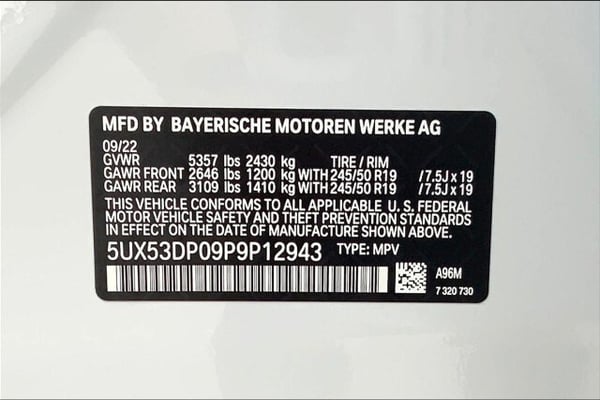 MFD BY BAYERISCHE MOTOREN WERKE AG
09/22
GVWR 5357 lbs 2430 kg TIRE / RIM
GAWR FRONT 2646 lbs 1200 kg WITH 245/50 R19 /7.5J x 19
GAWR REAR 3109 lbs 1410 kg WITH 245/50 R19 /7.5J x 19
THIS VEHICLE CONFORMS TO ALL APPLICABLE U. S. FEDERAL
MOTOR VEHICLE SAFETY AND THEFT PREVENTION STANDARDS
IN EFFECT ON THE DATE OF MANUFACTURE SHOWN ABOVE.
5UX53DP09P9P12943 TYPE: MPV
A96M
7 320 730